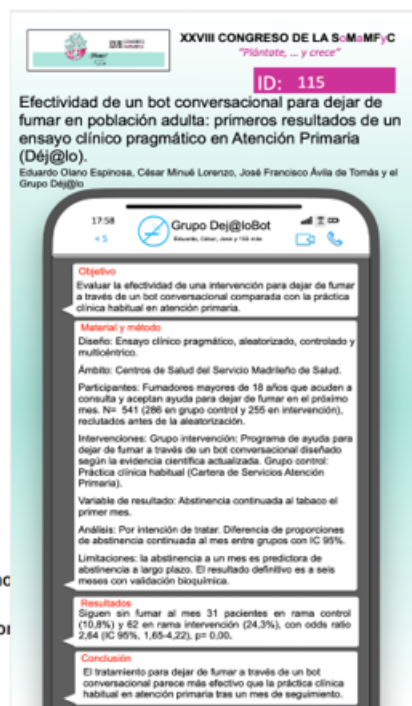 XXVIII CONGRESO DE LA SoMaMFyC
"Plántate, ... y crece"
ID: 115
Efectividad de un bot conversacional para dejar de
fumar en población adulta: primeros resultados de un
ensayo clínico pragmático en Atención Primaria
(Déj@lo).
Eduardo Olano Espinosa, César Minué Lorenzo, José Francisco Ávila de Tomás y el
Grupo Déj@lo
17:58
< 5
Grupo Dej@loBot
Eduardo, César, Jose y 156 más
Objetivo
Evaluar la efectividad de una intervención para dejar de fumar
a través de un bot conversacional comparada con la práctica
clínica habitual en atención primaria.
Material y método
Diseño: Ensayo clínico pragmático, aleatorizado, controlado y
multicéntrico.
Ámbito: Centros de Salud del Servicio Madrileño de Salud.
Participantes: Fumadores mayores de 18 años que acuden a
consulta y aceptan ayuda para dejar de fumar en el próximo
mes. N= 541 (286 en grupo control y 255 en intervención),
reclutados antes de la aleatorización.
Intervenciones: Grupo intervención: Programa de ayuda para
dejar de fumar a través de un bot conversacional diseñado
según la evidencia científica actualizada. Grupo control:
Práctica clínica habitual (Cartera de Servicios Atención
Primaria).
Variable de resultado: Abstinencia continuada al tabaco el
primer mes.
Análisis: Por intención de tratar. Diferencia de proporciones
de abstinencia continuada al mes entre grupos con IC 95%.
Limitaciones: la abstinencia a un mes es predictora de
abstinencia a largo plazo. El resultado definitivo es a seis
meses con validación bioquímica.
Resultados
Siguen sin fumar al mes 31 pacientes en rama control
(10,8%) y 62 en rama intervención (24,3%), con odds ratio
2,64 (IC 95%, 1,65-4,22), p= 0,00.
Conclusión
El tratamiento para dejar de fumar a través de un bot
conversacional parece más efectivo que la práctica clínica
habitual en atención primaria tras un mes de seguimiento.